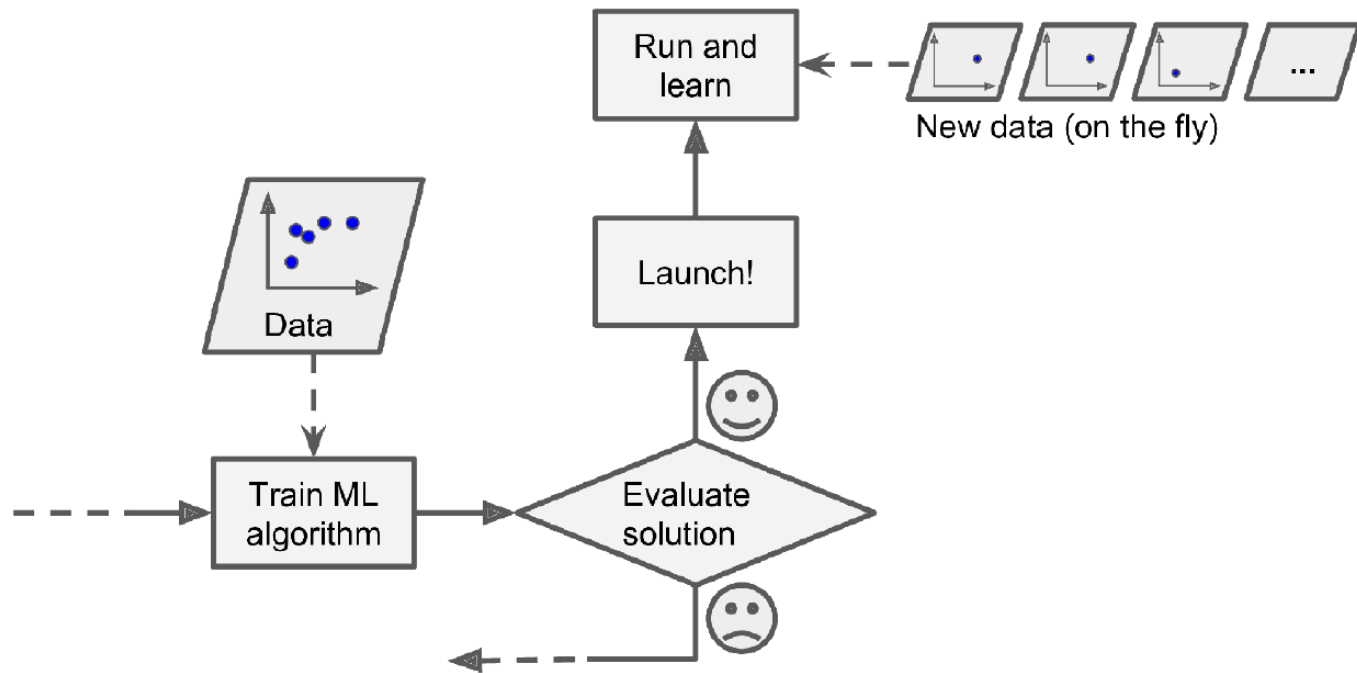 Run and
learn
...
New data (on the fly)
Launch!
Data
Train ML
algorithm
Evaluate
solution